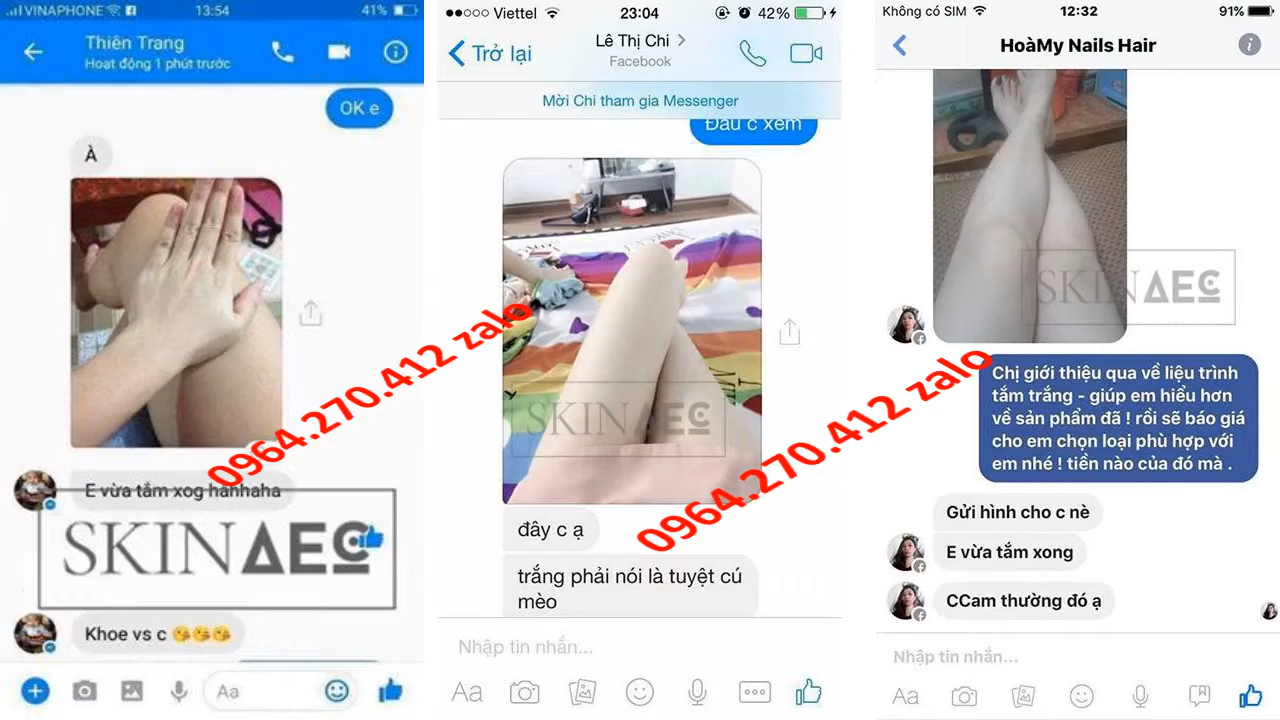 VINAPHONE 13:54 41%
Thiên Trang
Hoạt động 1 phút trước
OK e
À
E vừa tắm xog hahhaha
SKINAEC
Khoe vs c 😘😘😘
Aa
Viettel 23:04 42%
Trở lại
Lê Thị Chi
Facebook
Mời Chi tham gia Messenger
Đâu c xem
SKINAEC
đây c ạ
trắng phải nói là tuyệt cú
mèo
Nhập tin nhắn...
Aa
Không có SIM 12:32 91%
HoàMy Nails Hair
SKINAEC
Chị giới thiệu qua về liệu trình
tắm trắng - giúp em hiểu hơn
về sản phẩm đã ! rồi sẽ báo giá
cho em chọn loại phù hợp với
em nhé ! tiền nào của đó mà .
Gửi hình cho c nè
E vừa tắm xong
CCam thường đó ạ
Nhập tin nhắn...
Aa
0964.270.412 zalo
0964.270.412 zalo